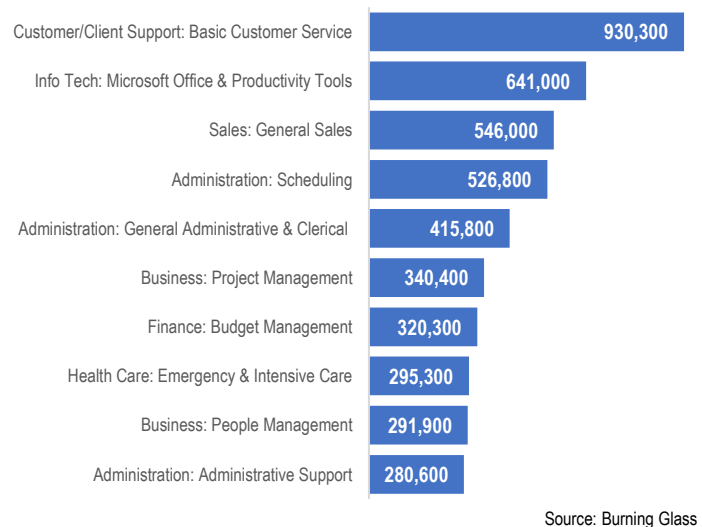 Customer/Client Support: Basic Customer Service 930,300
Info Tech: Microsoft Office & Productivity Tools 641,000
Sales: General Sales 546,000
Administration: Scheduling 526,800
Administration: General Administrative & Clerical 415,800
Business: Project Management 340,400
Finance: Budget Management 320,300
Health Care: Emergency & Intensive Care 295,300
Business: People Management 291,900
Administration: Administrative Support 280,600
Source: Burning Glass